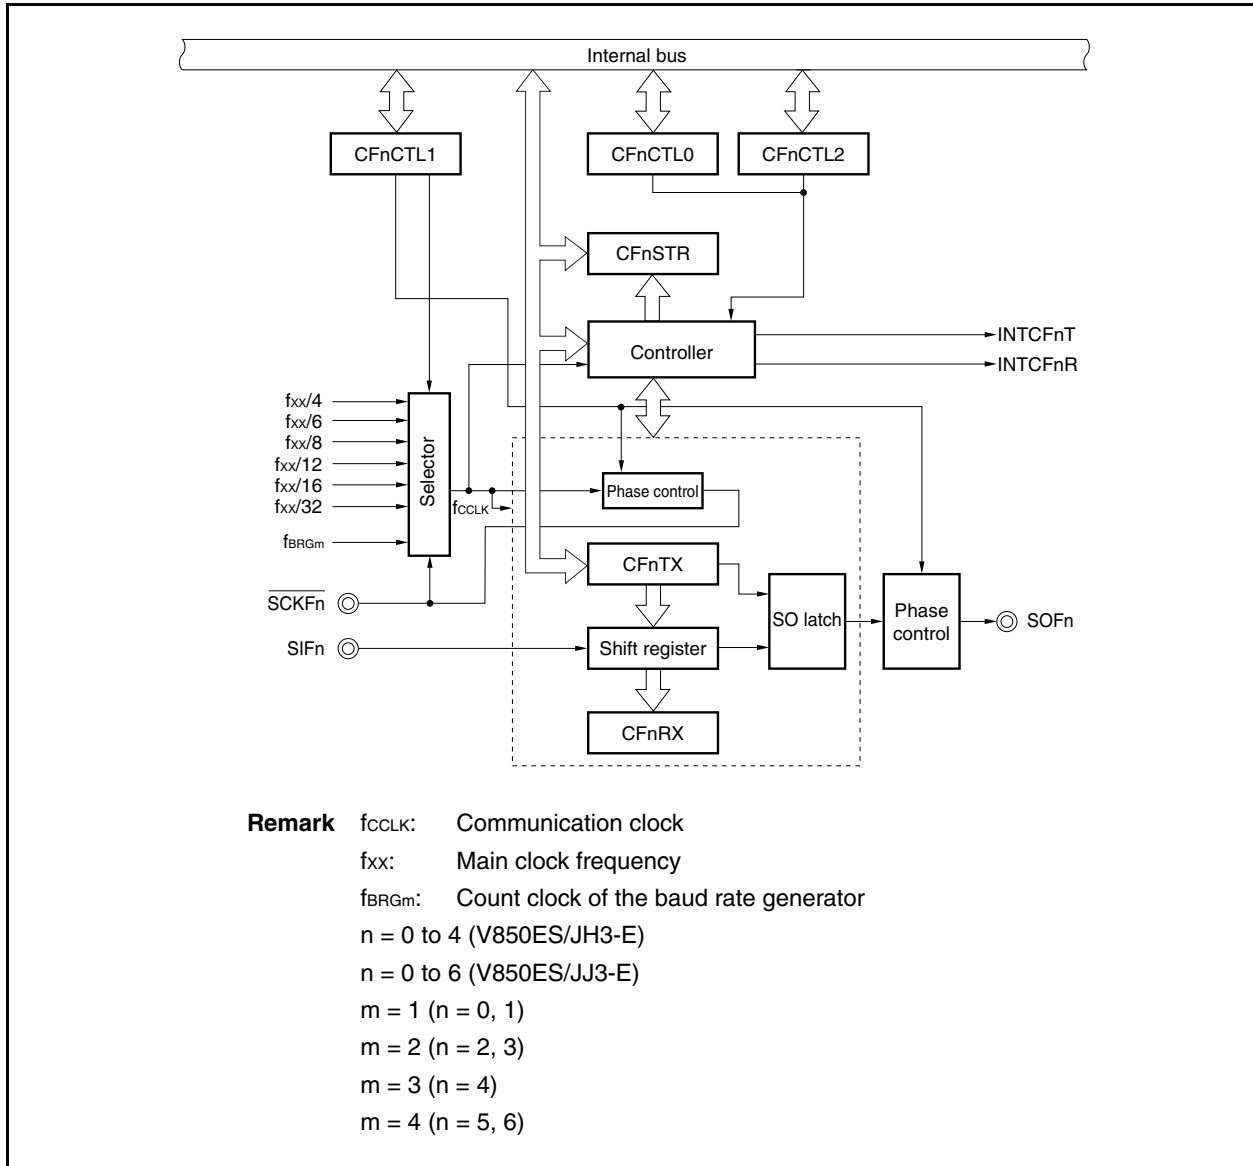 Internal bus
CFnCTL1
CFnCTL0
CFnCTL2
CFnSTR
Controller
INTCFnT
INTCFnR
fxx/4
fxx/6
fxx/8
fxx/12
fxx/16
fxx/32
fBRGm
Selector
fCCLK
Phase control
CFnTX
SCKFn
SIFn
Shift register
SO latch
Phase
control
SOFn
CFnRX
Remark fCCLK: Communication clock
fxx: Main clock frequency
fBRGm: Count clock of the baud rate generator
n = 0 to 4 (V850ES/JH3-E)
n = 0 to 6 (V850ES/JJ3-E)
m = 1 (n = 0, 1)
m = 2 (n = 2, 3)
m = 3 (n = 4)
m = 4 (n = 5, 6)